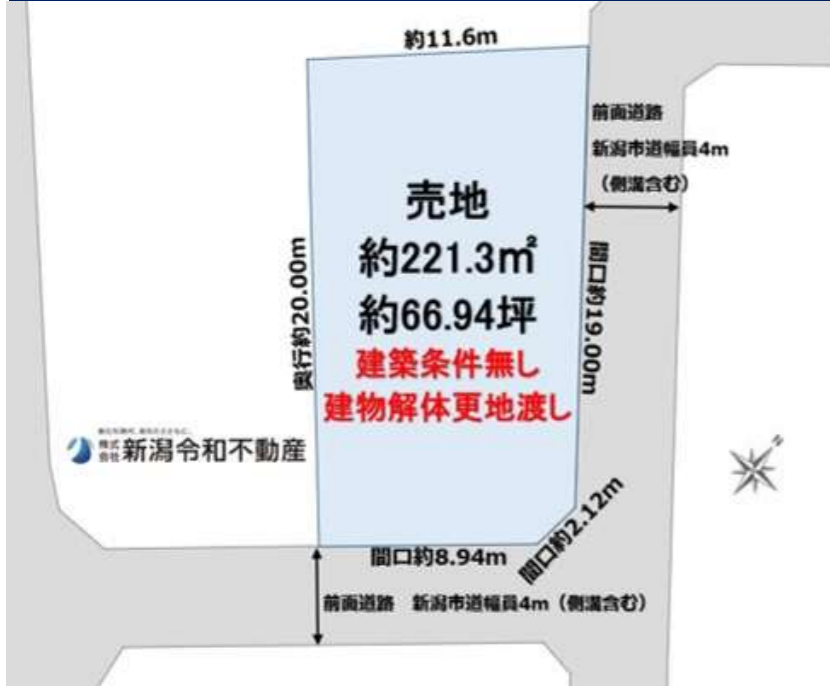 約11.6m
前面道路
新潟市道幅員4m
（側溝含む）
売地
約221.3㎡
約66.94坪
建築条件無し
建物解体更地渡し
奥行約20.00m
間口約19.00m
株式会社 新潟令和不動産
間口約2.12m
間口約8.94m
前面道路　新潟市道幅員4m（側溝含む）
N